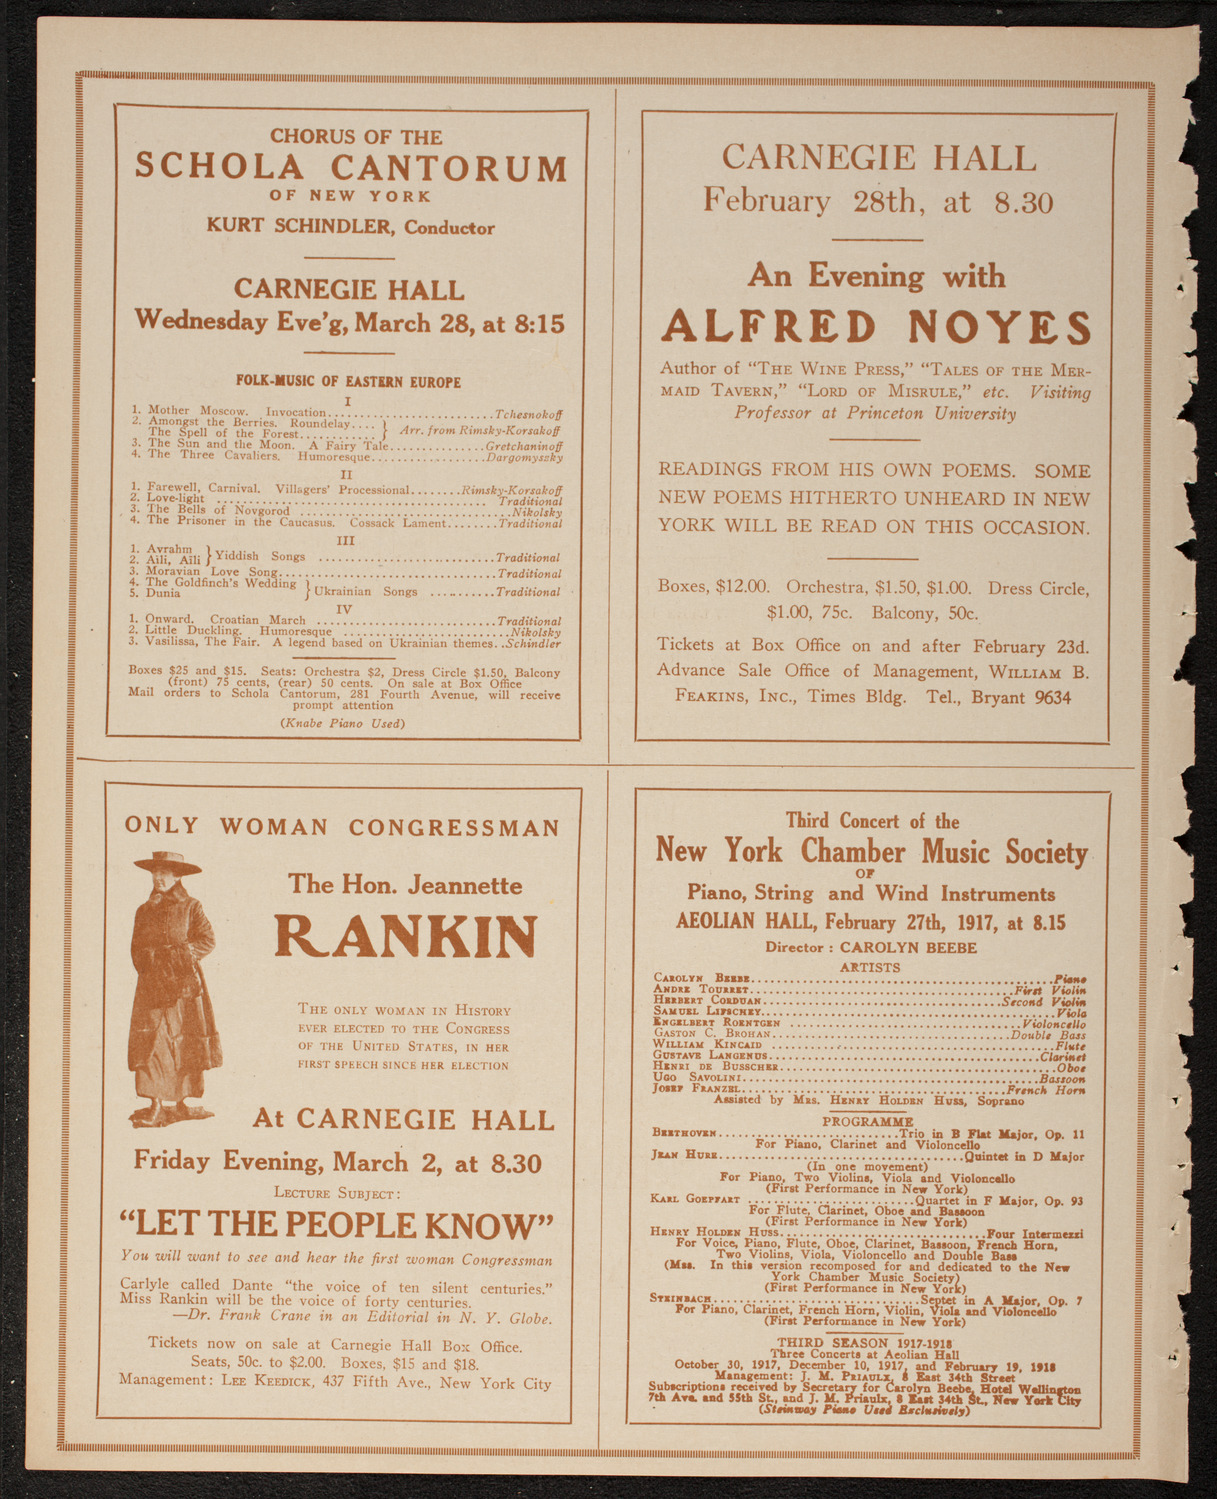 CHORUS OF THE
SCHOLA CANTORUM
OF NEW YORK
KURT SCHINDLER, Conductor
CARNEGIE HALL
Wednesday Eve'g, March 28, at 8:15
FOLK-MUSIC OF EASTERN EUROPE
I
1. Mother Moscow. Invocation..........................Tchesnokoff
2. Amongst the Berries. Roundelay.... }
The Spell of the Forest............ } Arr. from Rimsky-Korsakoff
3. The Sun and the Moon. A Fairy Tale...............Gretchaninoff
4. The Three Cavaliers. Humoresque..................Dargomyszky
II
1. Farewell, Carnival. Villagers' Processional........Rimsky-Korsakoff
2. Love-light ............................................ Traditional
3. The Bells of Novgorod ..................................Nikolsky
4. The Prisoner in the Caucasus. Cossack Lament........Traditional
III
1. Avrahm
2. Aili, Aili } Yiddish Songs ............................Traditional
3. Moravian Love Song...................................Traditional
4. The Goldfinch's Wedding
5. Dunia } Ukrainian Songs ...........Traditional
IV
1. Onward. Croatian March .............................Traditional
2. Little Duckling. Humoresque ...........................Nikolsky
3. Vasilissa, The Fair. A legend based on Ukrainian themes..Schindler
Boxes $25 and $15. Seats: Orchestra $2, Dress Circle $1.50, Balcony
(front) 75 cents, (rear) 50 cents. On sale at Box Office
Mail orders to Schola Cantorum, 281 Fourth Avenue, will receive
prompt attention
(Knabe Piano Used)
CARNEGIE HALL
February 28th, at 8.30
An Evening with
ALFRED NOYES
Author of "THE WINE PRESS," "TALES OF THE MER-
MAID TAVERN," "LORD OF MISRULE," etc. Visiting
Professor at Princeton University
READINGS FROM HIS OWN POEMS. SOME
NEW POEMS HITHERTO UNHEARD IN NEW
YORK WILL BE READ ON THIS OCCASION.
Boxes, $12.00. Orchestra, $1.50, $1.00. Dress Circle,
$1.00, 75c. Balcony, 50c.
Tickets at Box Office on and after February 23d.
Advance Sale Office of Management, WILLIAM B.
FEAKINS, INC., Times Bldg. Tel., Bryant 9634
ONLY WOMAN CONGRESSMAN
The Hon. Jeannette
RANKIN
THE ONLY WOMAN IN HISTORY
EVER ELECTED TO THE CONGRESS
OF THE UNITED STATES, IN HER
FIRST SPEECH SINCE HER ELECTION
At CARNEGIE HALL
Friday Evening, March 2, at 8.30
LECTURE SUBJECT:
"LET THE PEOPLE KNOW"
You will want to see and hear the first woman Congressman
Carlyle called Dante "the voice of ten silent centuries."
Miss Rankin will be the voice of forty centuries.
—Dr. Frank Crane in an Editorial in N. Y. Globe.
Tickets now on sale at Carnegie Hall Box Office.
Seats, 50c. to $2.00. Boxes, $15 and $18.
Management: LEE KEEDICK, 437 Fifth Ave., New York City
Third Concert of the
New York Chamber Music Society
OF
Piano, String and Wind Instruments
AEOLIAN HALL, February 27th, 1917, at 8.15
Director : CAROLYN BEEBE
ARTISTS
CAROLYN BEEBE..............................................Piano
ANDRE TOURRET........................................First Violin
HERBERT CORDUAN.....................................Second Violin
SAMUEL LIFSCHEY.............................................Viola
ENGELBERT ROENTGEN ...................................Violoncello
GASTON C. BROHAN....................................Double Bass
WILLIAM KINCAID ...........................................Flute
GUSTAVE LANGENUS.........................................Clarinet
HENRI DE BUSSCHER...........................................Oboe
UGO SAVOLINI.............................................Bassoon
JOSEF FRANZEL........................................French Horn
Assisted by MRS. HENRY HOLDEN HUSS, Soprano
PROGRAMME
BEETHOVEN...........................Trio in B Flat Major, Op. 11
For Piano, Clarinet and Violoncello
JEAN HURE.....................................Quintet in D Major
(In one movement)
For Piano, Two Violins, Viola and Violoncello
(First Performance in New York)
KARL GOEPFART .........................Quartet in F Major, Op. 93
For Flute, Clarinet, Oboe and Bassoon
(First Performance in New York)
HENRY HOLDEN HUSS...............................Four Intermezzi
For Voice, Piano, Flute, Oboe, Clarinet, Bassoon, French Horn,
Two Violins, Viola, Violoncello and Double Bass
(Mss. In this version recomposed for and dedicated to the New
York Chamber Music Society)
(First Performance in New York)
STEINBACH...............................Septet in A Major, Op. 7
For Piano, Clarinet, French Horn, Violin, Viola and Violoncello
(First Performance in New York)
THIRD SEASON 1917-1918
Three Concerts at Aeolian Hall
October 30, 1917, December 10, 1917, and February 19, 1918
Management: J. M. PRIAULX, 8 East 34th Street
Subscriptions received by Secretary for Carolyn Beebe, Hotel Wellington
7th Ave. and 55th St., and J. M. Priaulx, 8 East 34th St., New York City
(Steinway Piano Used Exclusively)